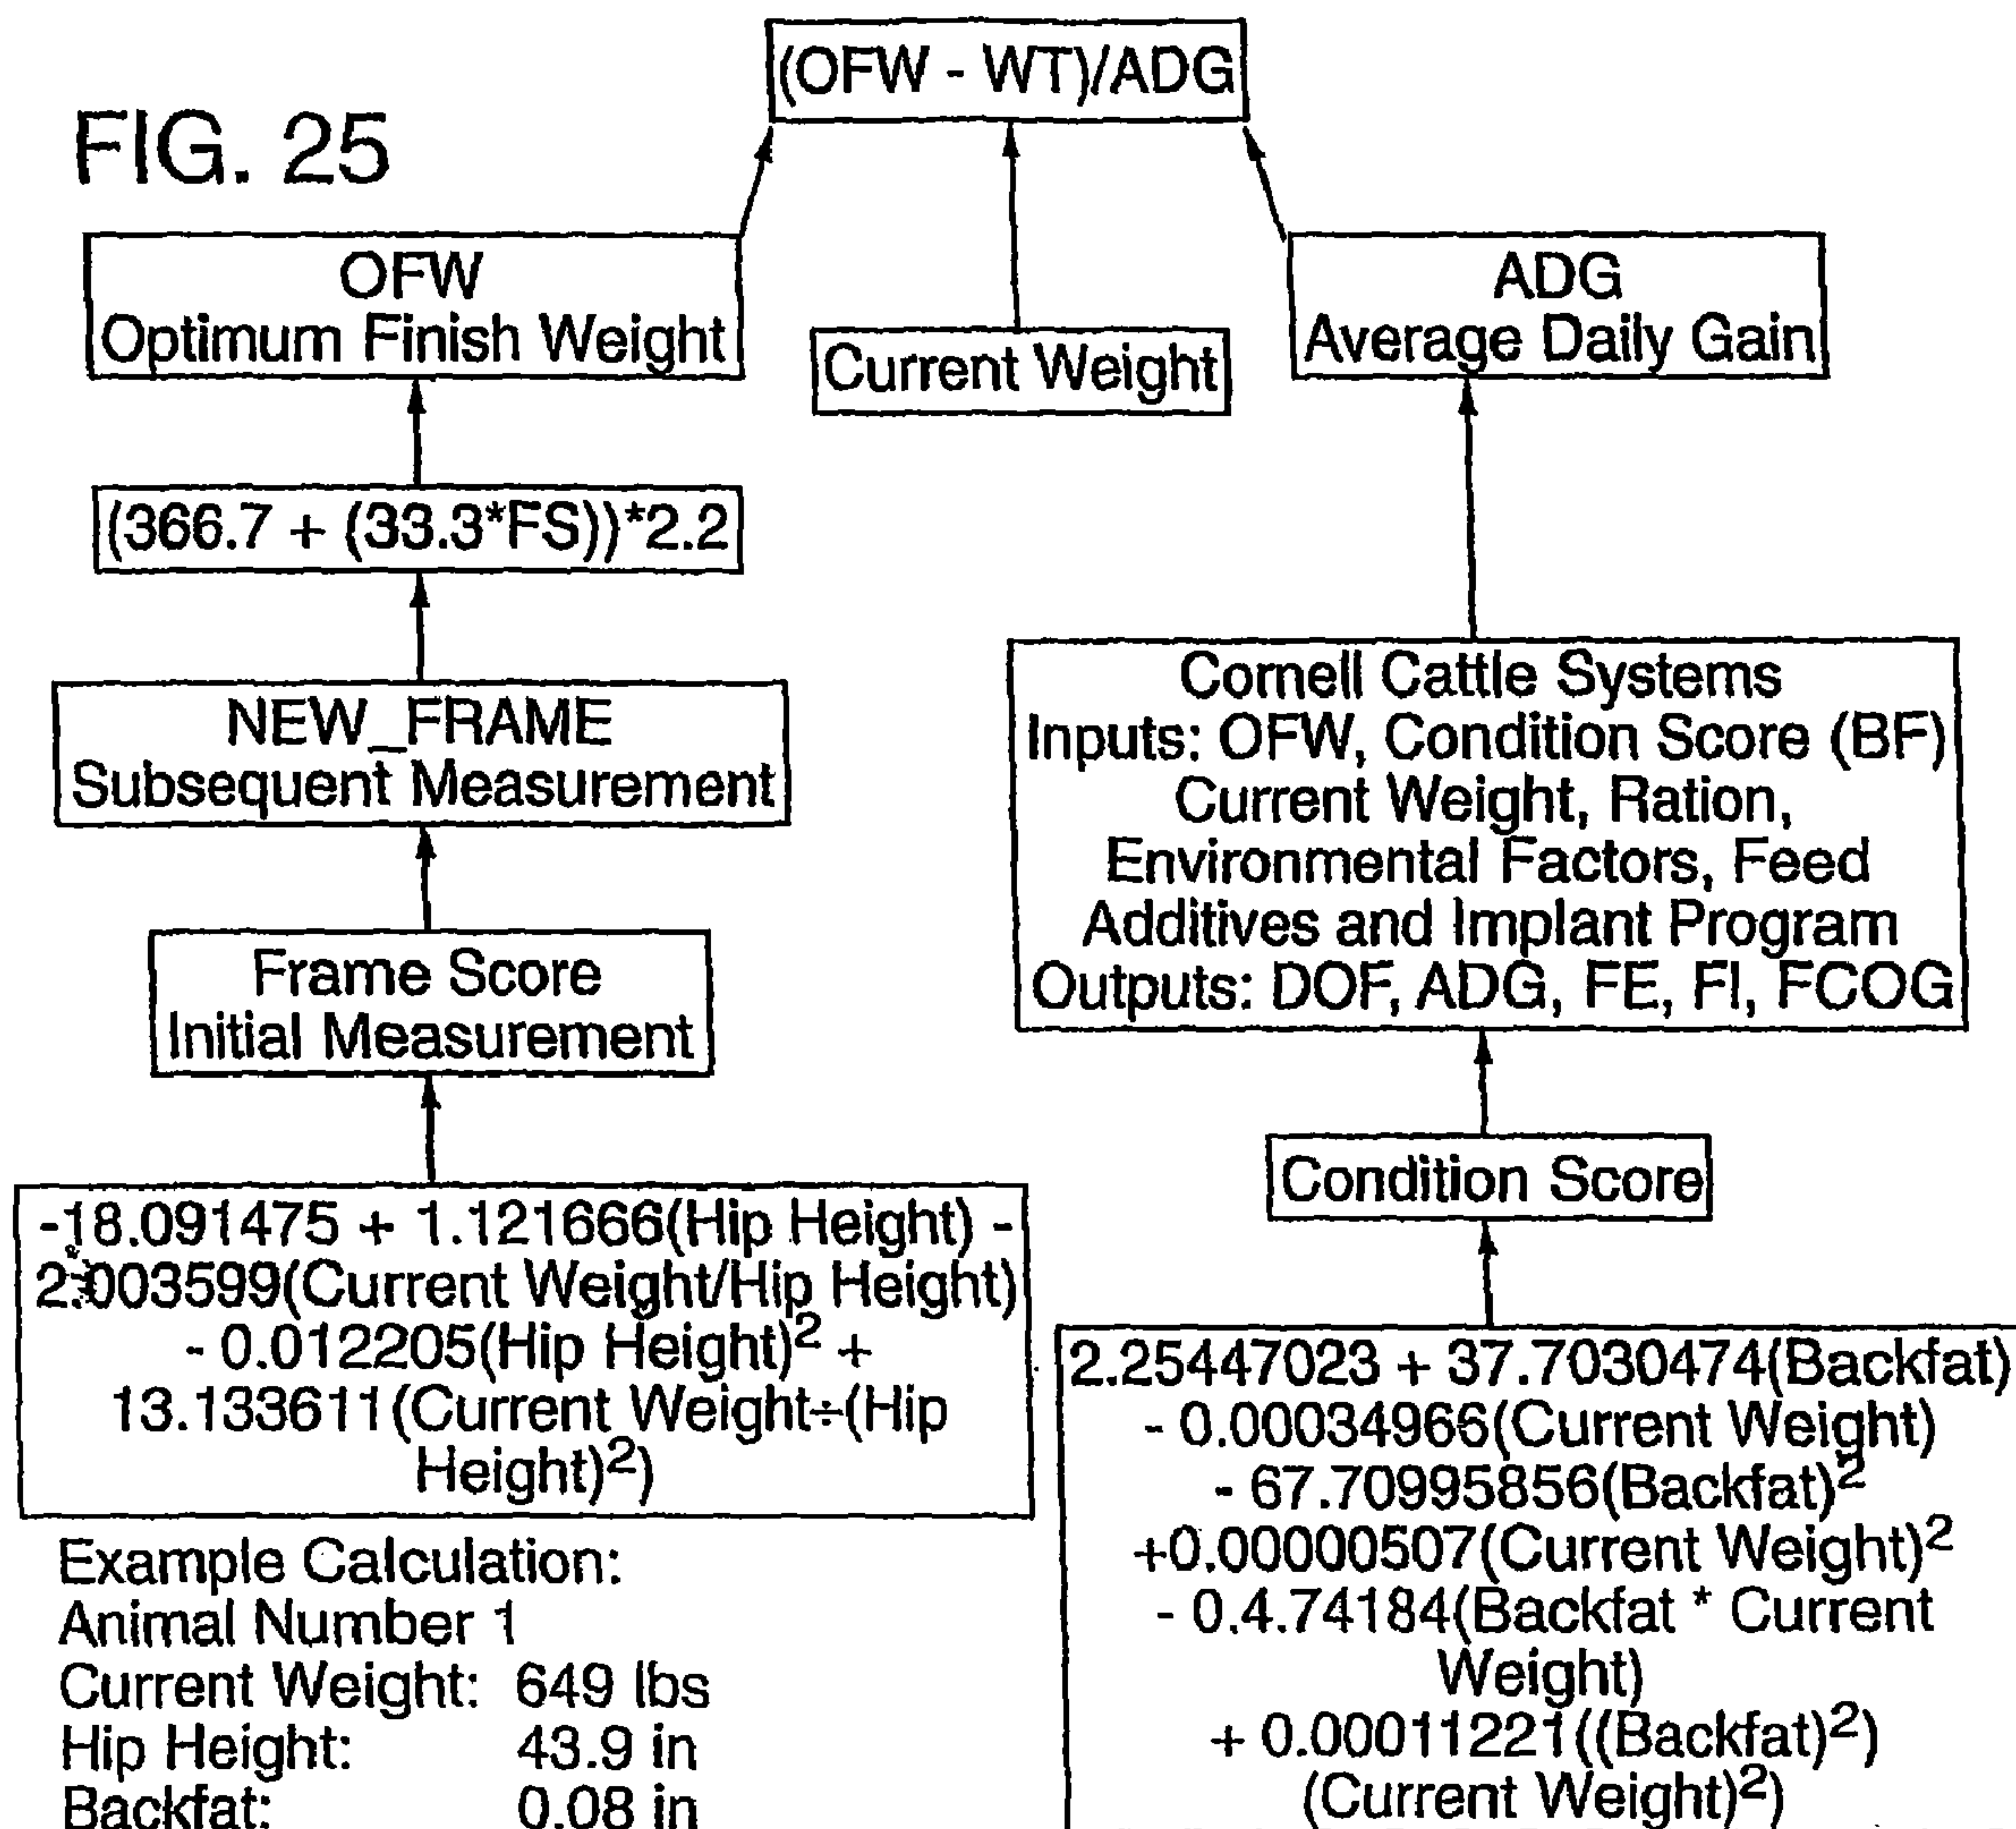 FIG. 25
(OFW - WT)/ADG
OFW
Optimum Finish Weight
Current Weight
ADG
Average Daily Gain
(366.7 + (33.3*FS))*2.2
NEW_FRAME
Subsequent Measurement
Frame Score
Initial Measurement
-18.091475 + 1.121666(Hip Height) -
2.003599(Current Weight/Hip Height)
- 0.012205(Hip Height)² +
13.133611(Current Weight÷(Hip
Height)²)
Cornell Cattle Systems
Inputs: OFW, Condition Score (BF)
Current Weight, Ration,
Environmental Factors, Feed
Additives and Implant Program
Outputs: DOF, ADG, FE, FI, FCOG
Condition Score
2.25447023 + 37.7030474(Backfat)
- 0.00034966(Current Weight)
- 67.70995856(Backfat)²
+0.00000507(Current Weight)²
- 0.4.74184(Backfat * Current
Weight)
+ 0.00011221((Backfat)²)
(Current Weight)²)
Example Calculation:
Animal Number 1
Current Weight: 649 lbs
Hip Height: 43.9 in
Backfat: 0.08 in